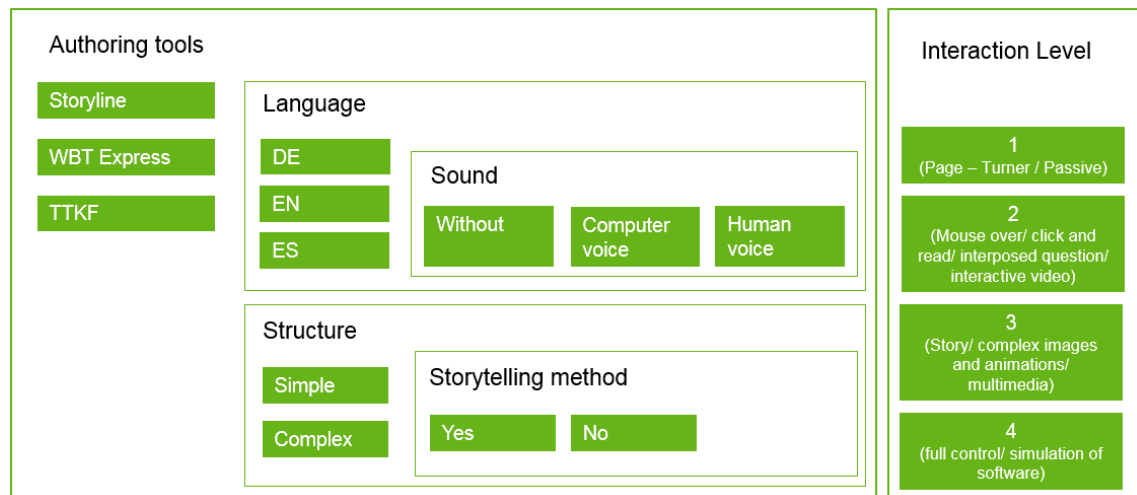 Authoring tools
Storyline
WBT Express
TTKF
Language
DE
EN
ES
Sound
Without
Computer
voice
Human
voice
Structure
Simple
Complex
Storytelling method
Yes
No
Interaction Level
1
(Page – Turner / Passive)
2
(Mouse over/ click and
read/ interposed question/
interactive video)
3
(Story/ complex images
and animations/
multimedia)
4
(full control/ simulation of
software)